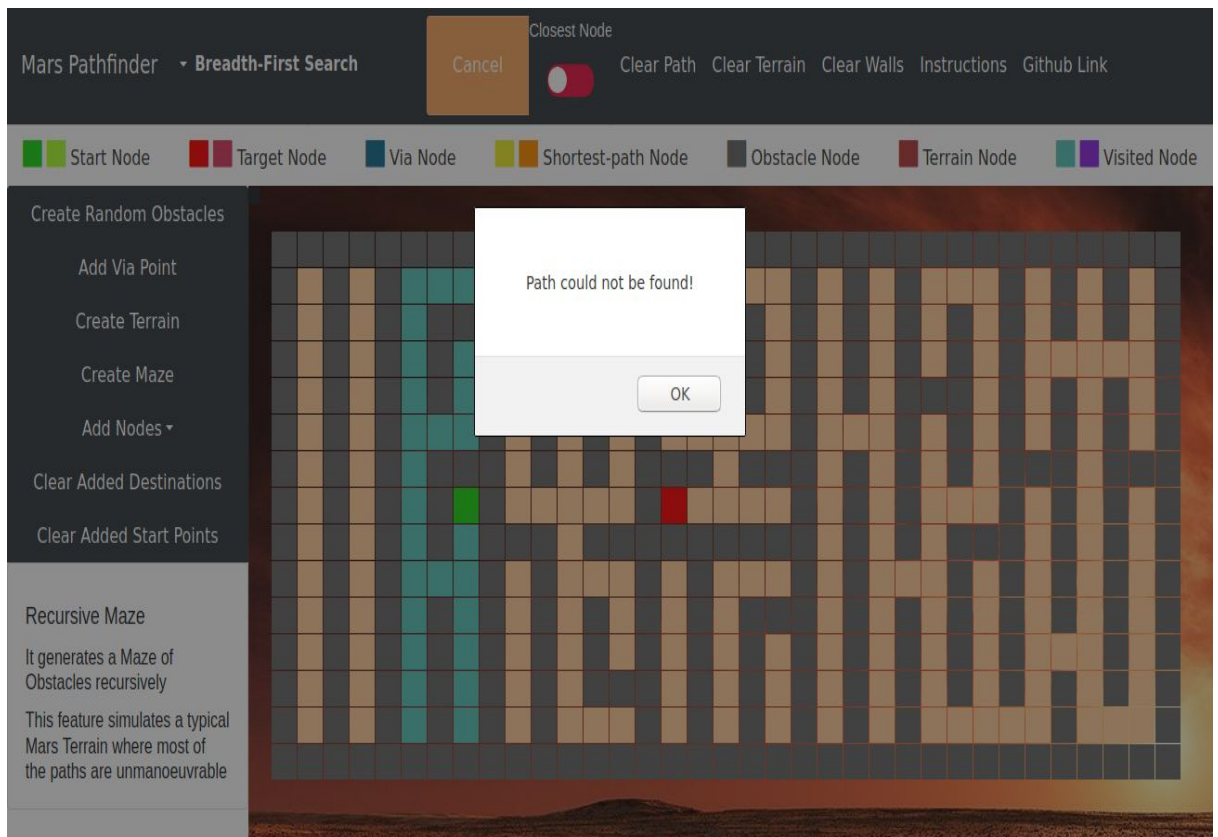 Closest Node
Mars Pathfinder Breadth-First Search Cancel Clear Path Clear Terrain Clear Walls Instructions Github Link
Start Node Target Node Via Node Shortest-path Node Obstacle Node Terrain Node Visited Node
Create Random Obstacles
Add Via Point
Create Terrain
Create Maze
Add Nodes
Clear Added Destinations
Clear Added Start Points
Path could not be found!
OK
Recursive Maze
It generates a Maze of
Obstacles recursively
This feature simulates a typical
Mars Terrain where most of
the paths are unmanoeuvrable